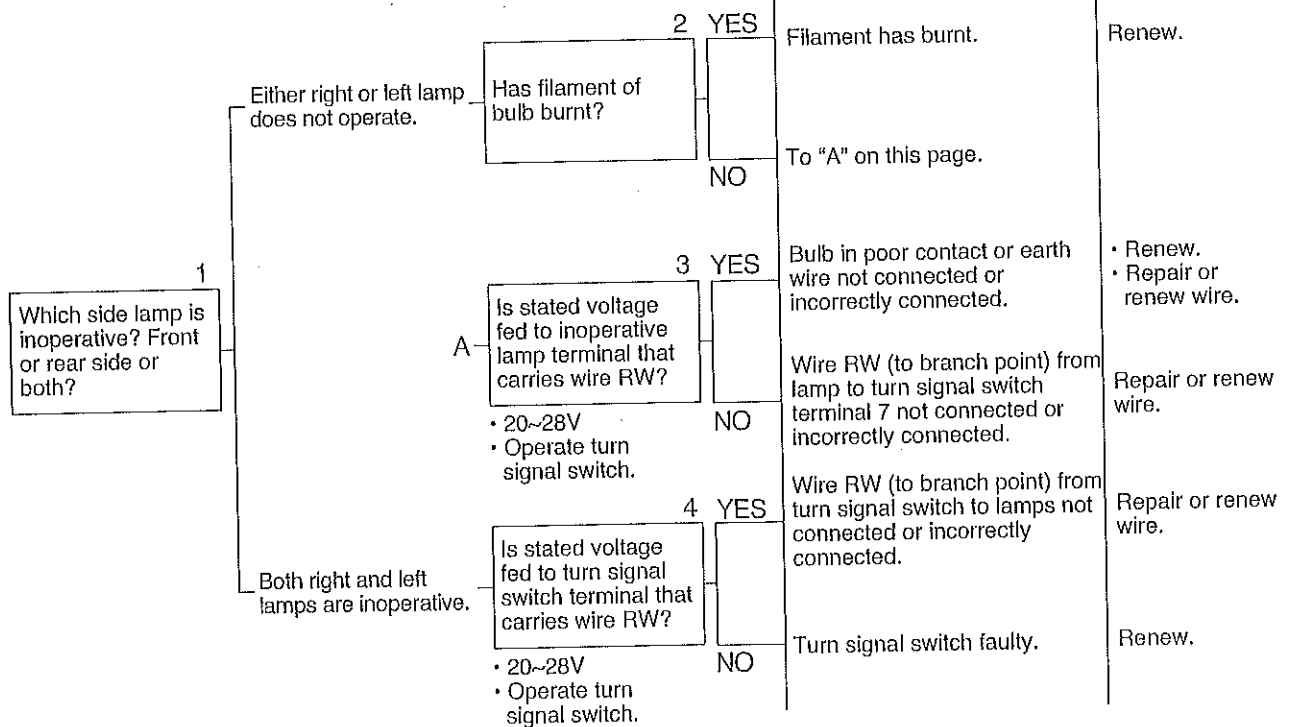 1
Which side lamp is
inoperative? Front
or rear side or
both?
Either right or left lamp
does not operate.
2 YES
Has filament of
bulb burnt?
NO
Filament has burnt.
Renew.
To "A" on this page.
A
3 YES
Is stated voltage
fed to inoperative
lamp terminal that
carries wire RW?
NO
• 20~28V
• Operate turn
signal switch.
Bulb in poor contact or earth
wire not connected or
incorrectly connected.
• Renew.
• Repair or
renew wire.
Wire RW (to branch point) from
lamp to turn signal switch
terminal 7 not connected or
incorrectly connected.
Repair or renew
wire.
Both right and left
lamps are inoperative.
4 YES
Is stated voltage
fed to turn signal
switch terminal that
carries wire RW?
NO
• 20~28V
• Operate turn
signal switch.
Wire RW (to branch point) from
turn signal switch to lamps not
connected or incorrectly
connected.
Repair or renew
wire.
Turn signal switch faulty.
Renew.